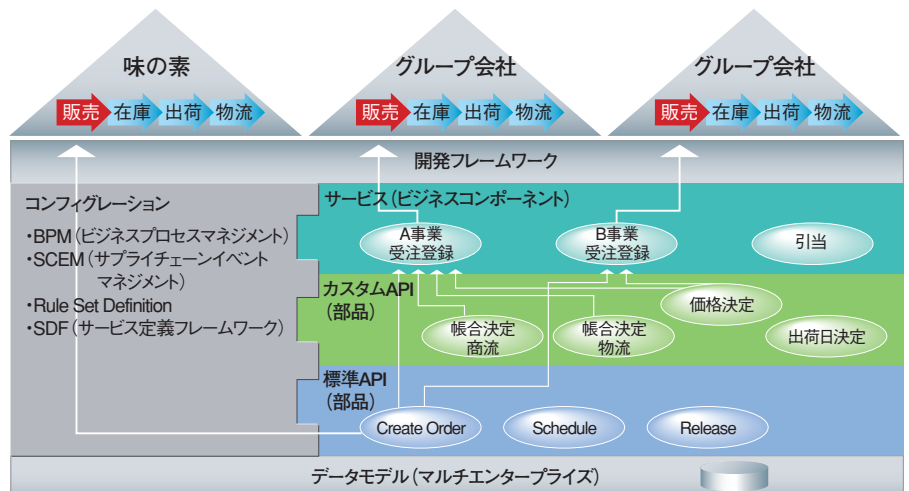 味の素
販売 在庫 出荷 物流
グループ会社
販売 在庫 出荷 物流
グループ会社
販売 在庫 出荷 物流
開発フレームワーク
コンフィグレーション
・BPM（ビジネスプロセスマネジメント）
・SCEM（サプライチェーンイベント
マネジメント）
・Rule Set Definition
・SDF（サービス定義フレームワーク）
サービス（ビジネスコンポーネント）
A事業
受注登録
B事業
受注登録
引当
カスタムAPI
（部品）
帳合決定
商流
帳合決定
物流
価格決定
出荷日決定
標準API
（部品）
Create Order
Schedule
Release
データモデル（マルチエンタープライズ）